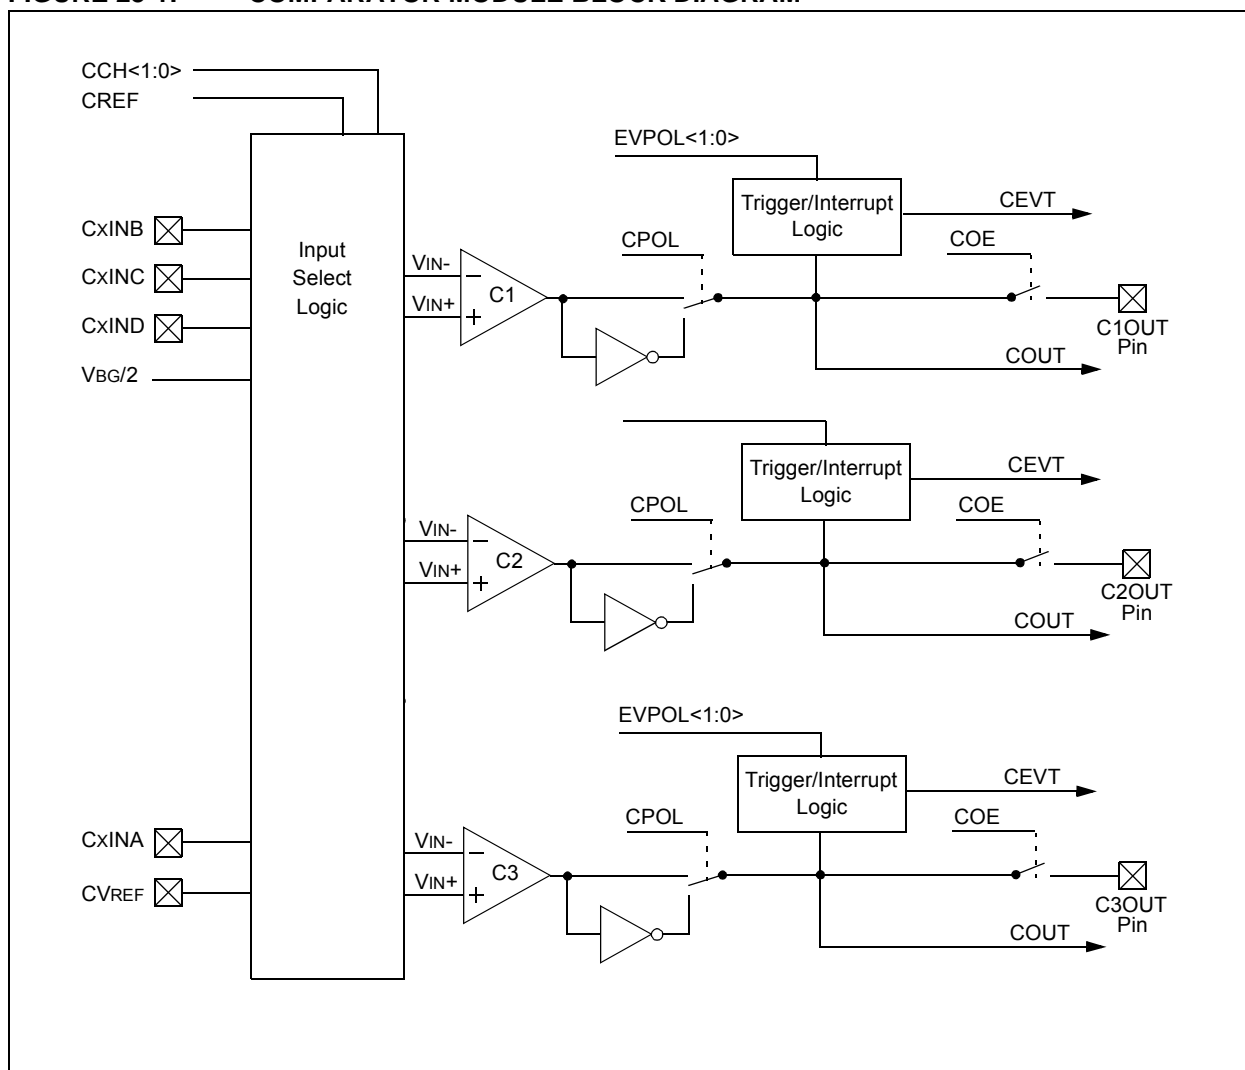 CCH<1:0>
CREF
CXINB
CXINC
CXIND
VBG/2
CXINA
CVREF
Input
Select
Logic
EVPOL<1:0>
Trigger/Interrupt
Logic
CEVT
CPOL
COE
VIN-
VIN+
C1
C1OUT
Pin
COUT
Trigger/Interrupt
Logic
CEVT
CPOL
COE
VIN-
VIN+
C2
C2OUT
Pin
COUT
EVPOL<1:0>
Trigger/Interrupt
Logic
CEVT
CPOL
COE
VIN-
VIN+
C3
C3OUT
Pin
COUT